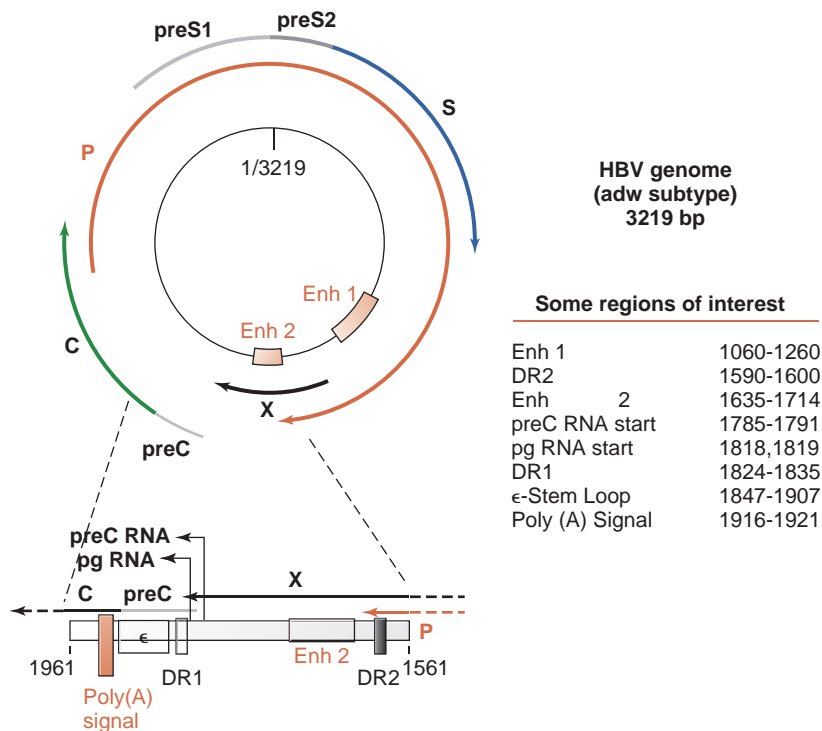 preS1
preS2
S
P
1/3219
Enh 1
Enh 2
C
X
preC
HBV genome
(adw subtype)
3219 bp
Some regions of interest
Enh 1 1060-1260
DR2 1590-1600
Enh 2 1635-1714
preC RNA start 1785-1791
pg RNA start 1818,1819
DR1 1824-1835
ϵ-Stem Loop 1847-1907
Poly (A) Signal 1916-1921
preC RNA
pg RNA
C
preC
X
ϵ
P
1961
DR1
Enh 2
DR2
1561
Poly(A)
signal